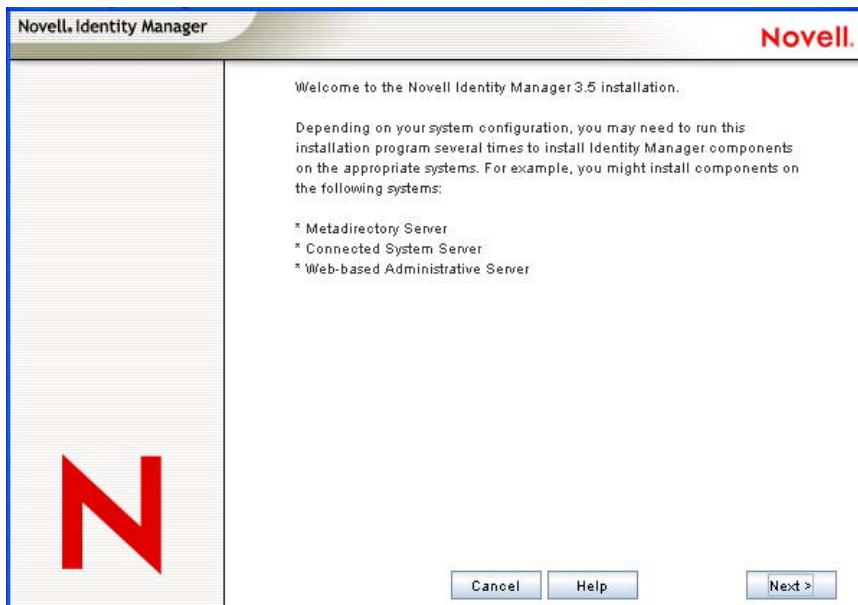 Novell. Identity Manager
Novell.
Welcome to the Novell Identity Manager 3.5 installation.
Depending on your system configuration, you may need to run this
installation program several times to install Identity Manager components
on the appropriate systems. For example, you might install components on
the following systems:
* Metadirectory Server
* Connected System Server
* Web-based Administrative Server
N
Cancel
Help
Next >